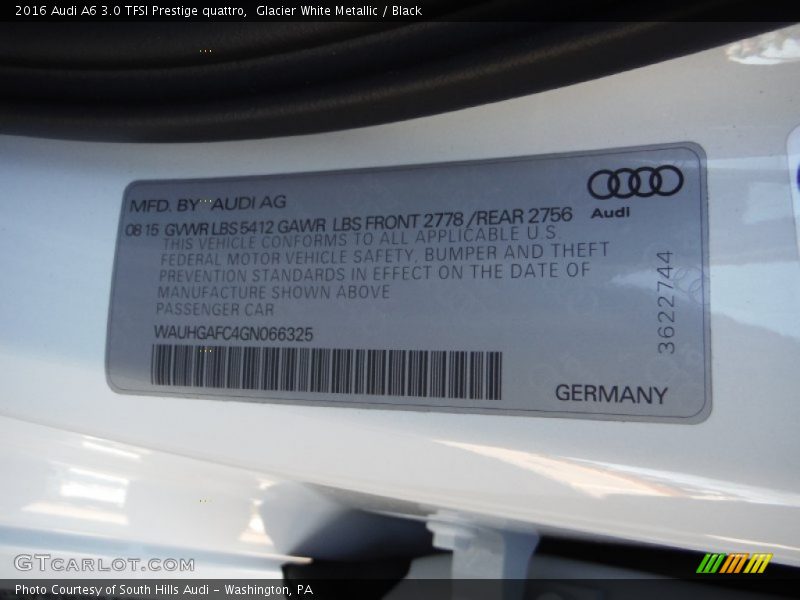 2016 Audi A6 3.0 TFSI Prestige quattro,  Glacier White Metallic / Black
MFD. BY AUDI AG
Audi
08 15 GVWR LBS 5412 GAWR LBS FRONT 2778 /REAR 2756
THIS VEHICLE CONFORMS TO ALL APPLICABLE U.S.
FEDERAL MOTOR VEHICLE SAFETY, BUMPER AND THEFT
PREVENTION STANDARDS IN EFFECT ON THE DATE OF
MANUFACTURE SHOWN ABOVE
PASSENGER CAR
WAUHGAFC4GN066325
3622744
GERMANY
GTCARLOT.COM
Photo Courtesy of South Hills Audi - Washington, PA